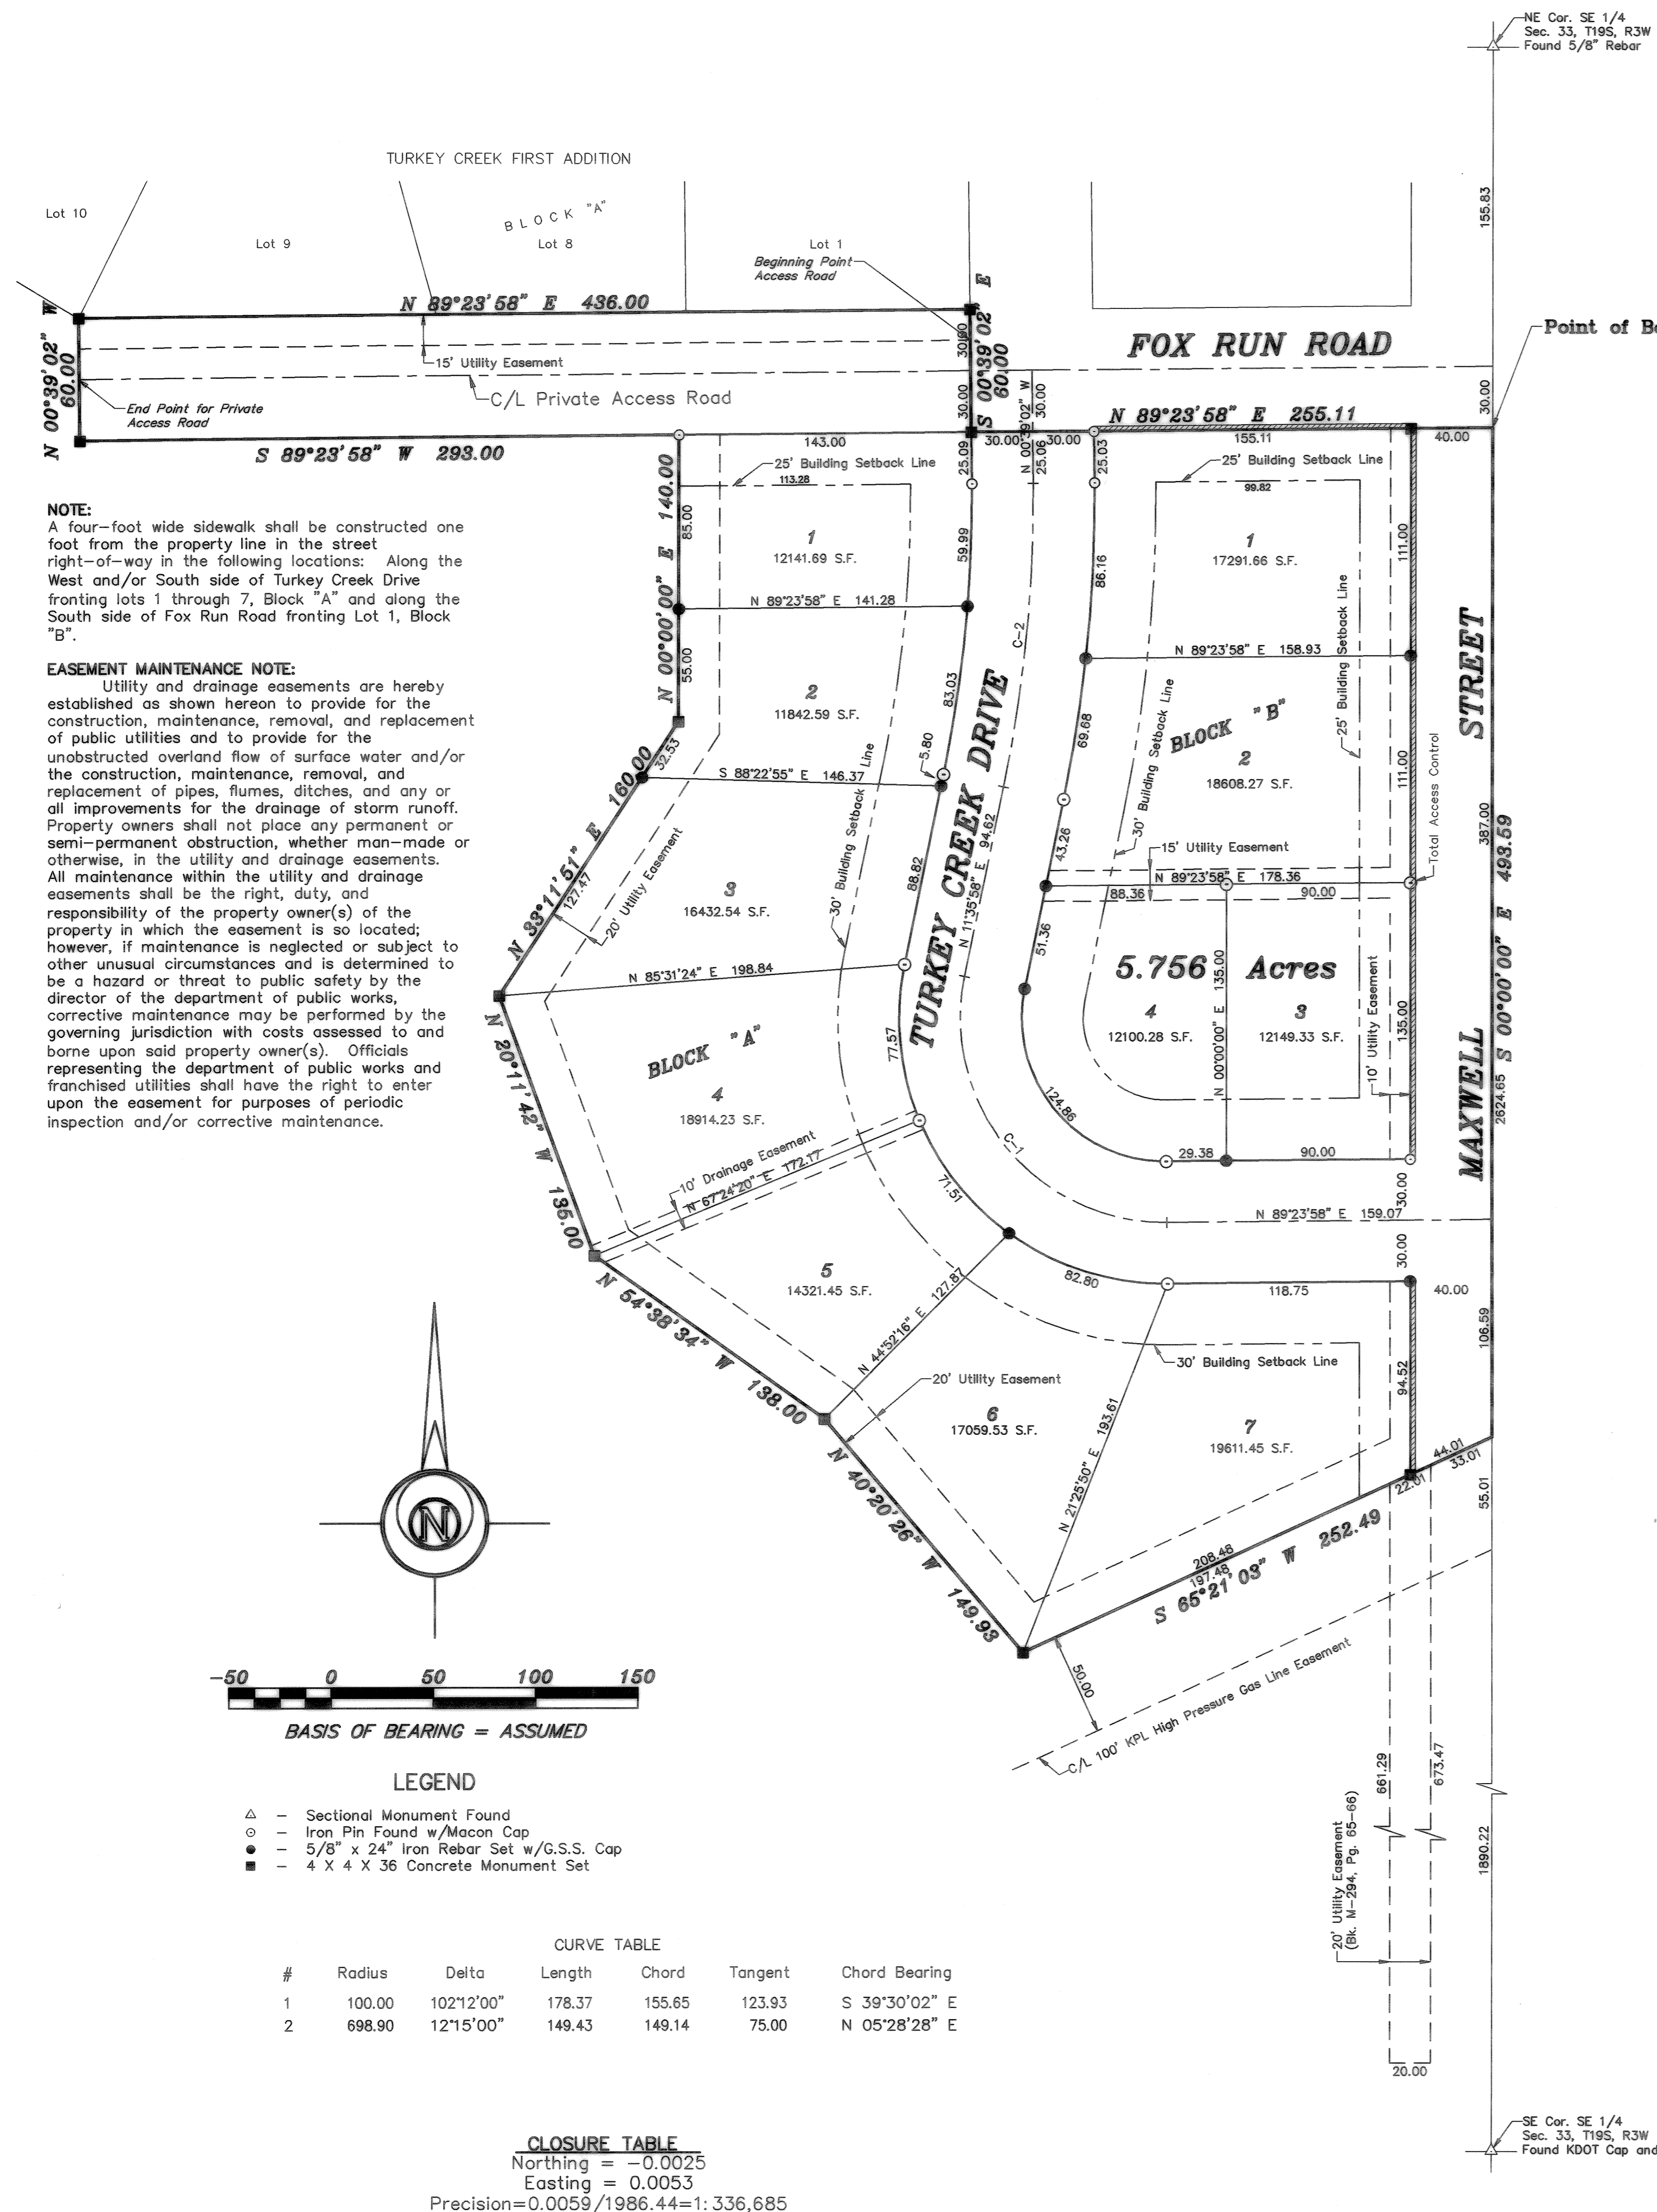 NE Cor. SE 1/4
Sec. 33, T19S, R3W
Found 5/8" Rebar
155.83
TURKEY CREEK FIRST ADDITION
Lot 10
Lot 9
BLOCK "A"
Lot 8
Lot 1
Beginning Point
Access Road
N 89°23'58" E 436.00
N 00°39'02" W
60.00
S 00°39'02" E
60.00
30.00
30.00
15' Utility Easement
C/L Private Access Road
End Point for Private
Access Road
S 89°23'58" W 293.00
FOX RUN ROAD
Point of B
30.00
N 00°39'02" W
30.00
25.06
N 89°23'58" E 255.11
143.00
30.00
30.00
155.11
40.00
25.09
25.03
25' Building Setback Line
113.28
25' Building Setback Line
99.82
NOTE:
A four-foot wide sidewalk shall be constructed one
foot from the property line in the street
right-of-way in the following locations: Along the
West and/or South side of Turkey Creek Drive
fronting lots 1 through 7, Block "A" and along the
South side of Fox Run Road fronting Lot 1, Block
"B".
EASEMENT MAINTENANCE NOTE:
Utility and drainage easements are hereby
established as shown hereon to provide for the
construction, maintenance, removal, and replacement
of public utilities and to provide for the
unobstructed overland flow of surface water and/or
the construction, maintenance, removal, and
replacement of pipes, flumes, ditches, and any or
all improvements for the drainage of storm runoff.
Property owners shall not place any permanent or
semi-permanent obstruction, whether man-made or
otherwise, in the utility and drainage easements.
All maintenance within the utility and drainage
easements shall be the right, duty, and
responsibility of the property owner(s) of the
property in which the easement is so located;
however, if maintenance is neglected or subject to
other unusual circumstances and is determined to
be a hazard or threat to public safety by the
director of the department of public works,
corrective maintenance may be performed by the
governing jurisdiction with costs assessed to and
borne upon said property owner(s). Officials
representing the department of public works and
franchised utilities shall have the right to enter
upon the easement for purposes of periodic
inspection and/or corrective maintenance.
N 00°00'00" E 140.00
85.00
55.00
1
12141.69 S.F.
59.99
N 89°23'58" E 141.28
2
11842.59 S.F.
83.03
5.80
N 33°11'51" E 160.00
32.53
127.47
S 88°22'55" E 146.37
20' Utility Easement
30' Building Setback Line
3
16432.54 S.F.
88.82
N 85°31'24" E 198.84
TURKEY CREEK DRIVE
C-2
N 11°35'58" E 94.62
C-1
BLOCK "A"
4
18914.23 S.F.
77.57
N 20°11'42" W 135.00
10' Drainage Easement
N 67°24'20" E 172.17
5
14321.45 S.F.
71.51
N 54°38'34" W 138.00
N 44°52'16" E 127.87
82.80
20' Utility Easement
6
17059.53 S.F.
N 40°20'26" W 149.93
N 21°25'50" E 193.61
118.75
30' Building Setback Line
7
19611.45 S.F.
94.52
1
17291.66 S.F.
86.16
111.00
N 89°23'58" E 158.93
25' Building Setback Line
30' Building Setback Line
BLOCK "B"
2
18608.27 S.F.
69.68
111.00
Total Access Control
43.26
15' Utility Easement
N 89°23'58" E 178.36
88.36
90.00
51.36
5.756 Acres
N 00°00'00" E 135.00
4
12100.28 S.F.
3
12149.33 S.F.
10' Utility Easement
135.00
124.86
29.38
90.00
N 89°23'58" E 159.07
30.00
30.00
40.00
MAXWELL STREET
387.00
2624.65 S 00°00'00" E 493.59
106.59
44.01
33.01
22.01
55.01
208.48
197.48
S 65°21'03" W 252.49
50.00
C/L 100' KPL High Pressure Gas Line Easement
661.29
673.47
1890.22
20' Utility Easement
(Bk. M-294, Pg. 65-66)
20.00
N
-50 0 50 100 150
BASIS OF BEARING = ASSUMED
LEGEND
- Sectional Monument Found
- Iron Pin Found w/Macon Cap
- 5/8" x 24" Iron Rebar Set w/G.S.S. Cap
- 4 X 4 X 36 Concrete Monument Set
CURVE TABLE
# Radius Delta Length Chord Tangent Chord Bearing
1 100.00 102°12'00" 178.37 155.65 123.93 S 39°30'02" E
2 698.90 12°15'00" 149.43 149.14 75.00 N 05°28'28" E
SE Cor. SE 1/4
Sec. 33, T19S, R3W
Found KDOT Cap and
CLOSURE TABLE
Northing = -0.0025
Easting = 0.0053
Precision=0.0059/1986.44=1: 336,685